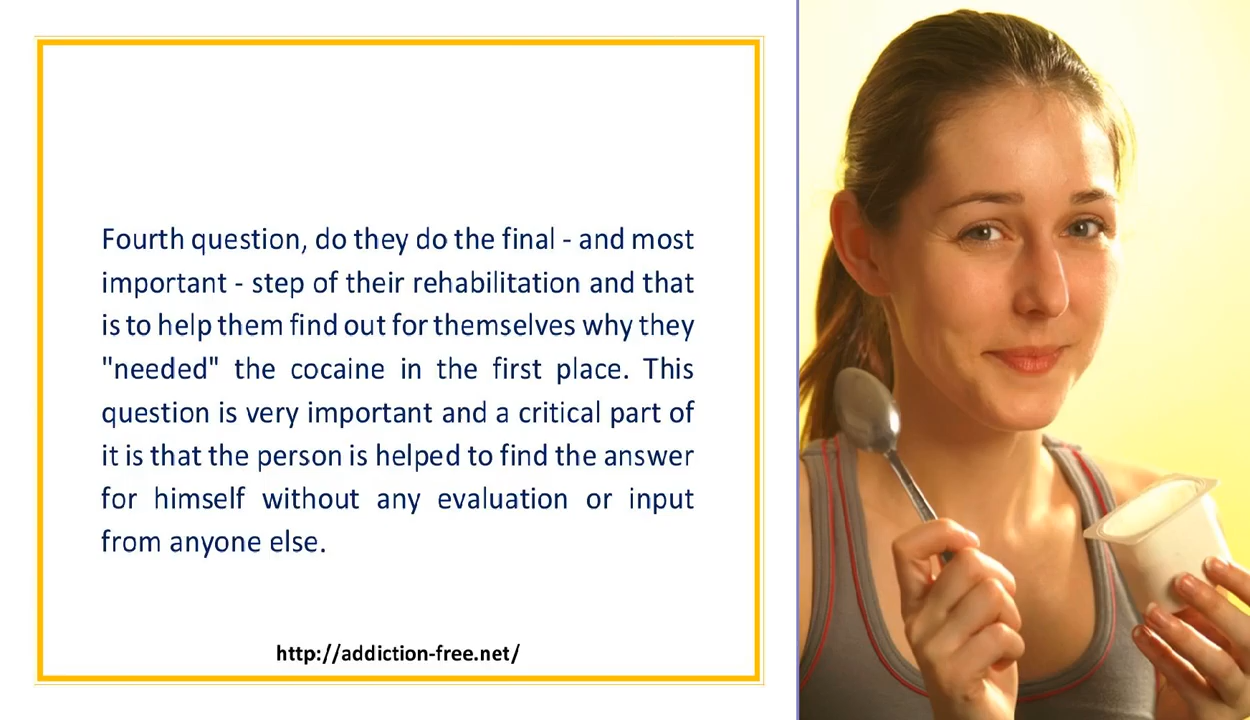 Fourth question, do they do the final - and most
important - step of their rehabilitation and that
is to help them find out for themselves why they
"needed" the cocaine in the first place. This
question is very important and a critical part of
it is that the person is helped to find the answer
for himself without any evaluation or input
from anyone else.
http://addiction-free.net/